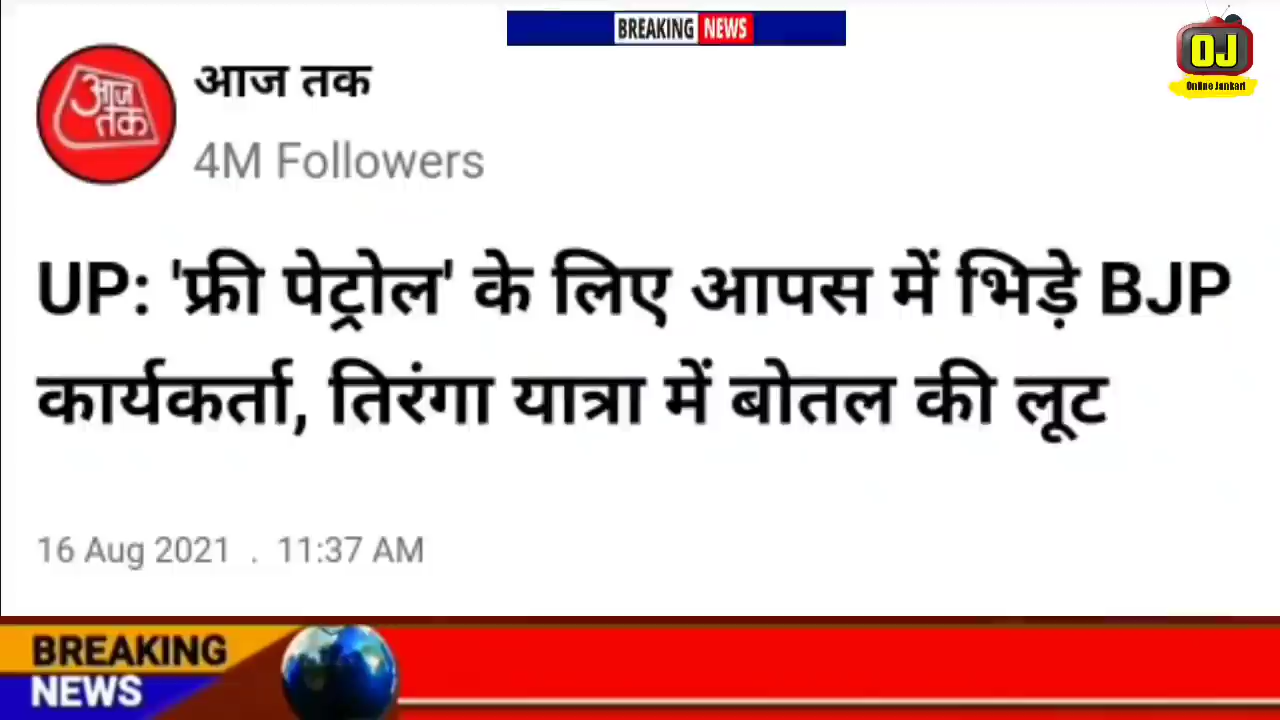 BREAKING NEWS
OJ
Online Jankari
आज तक
आज तक
4M Followers
UP: 'फ्री पेट्रोल' के लिए आपस में भिड़े BJP
कार्यकर्ता, तिरंगा यात्रा में बोतल की लूट
16 Aug 2021 . 11:37 AM
BREAKING
NEWS